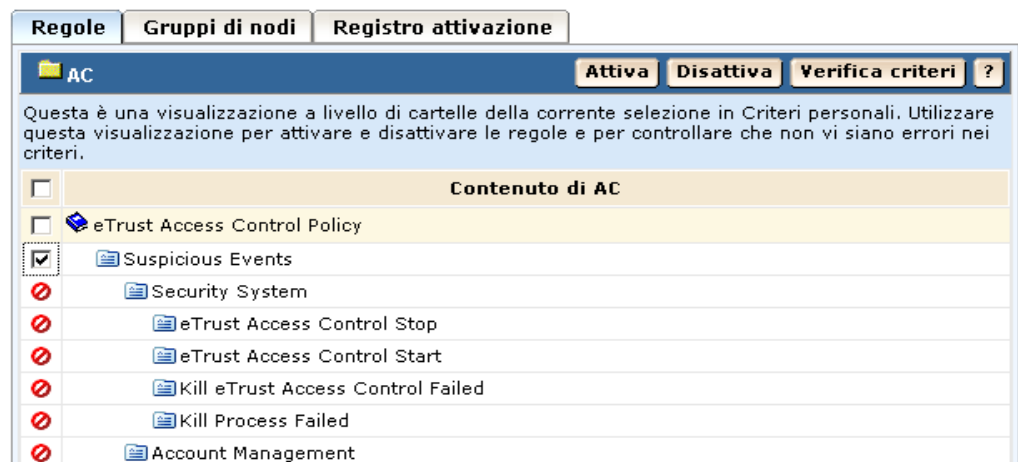 Regole Gruppi di nodi Registro attivazione
AC Attiva Disattiva Verifica criteri ?
Questa è una visualizzazione a livello di cartelle della corrente selezione in Criteri personali. Utilizzare
questa visualizzazione per attivare e disattivare le regole e per controllare che non vi siano errori nei
criteri.
Contenuto di AC
eTrust Access Control Policy
Suspicious Events
Security System
eTrust Access Control Stop
eTrust Access Control Start
Kill eTrust Access Control Failed
Kill Process Failed
Account Management